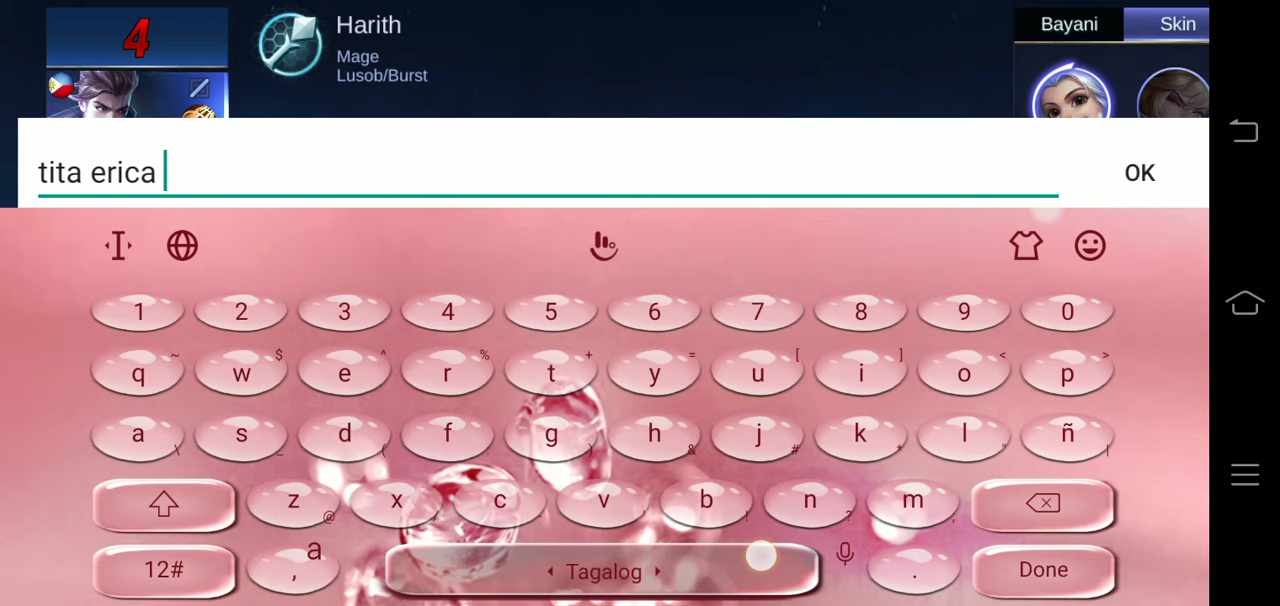 4
Harith
Mage
Lusob/Burst
Bayani
Skin
tita erica
OK
1 2 3 4 5 6 7 8 9 0
~ $ ^ % + = [ ] < >
q w e r t y u i o p
a s d f g h j k l ñ
\ _ ( : ) & # * " |
z x c v b n m
@ / - ' ! ? ;
12#
a
,
Tagalog
.
Done